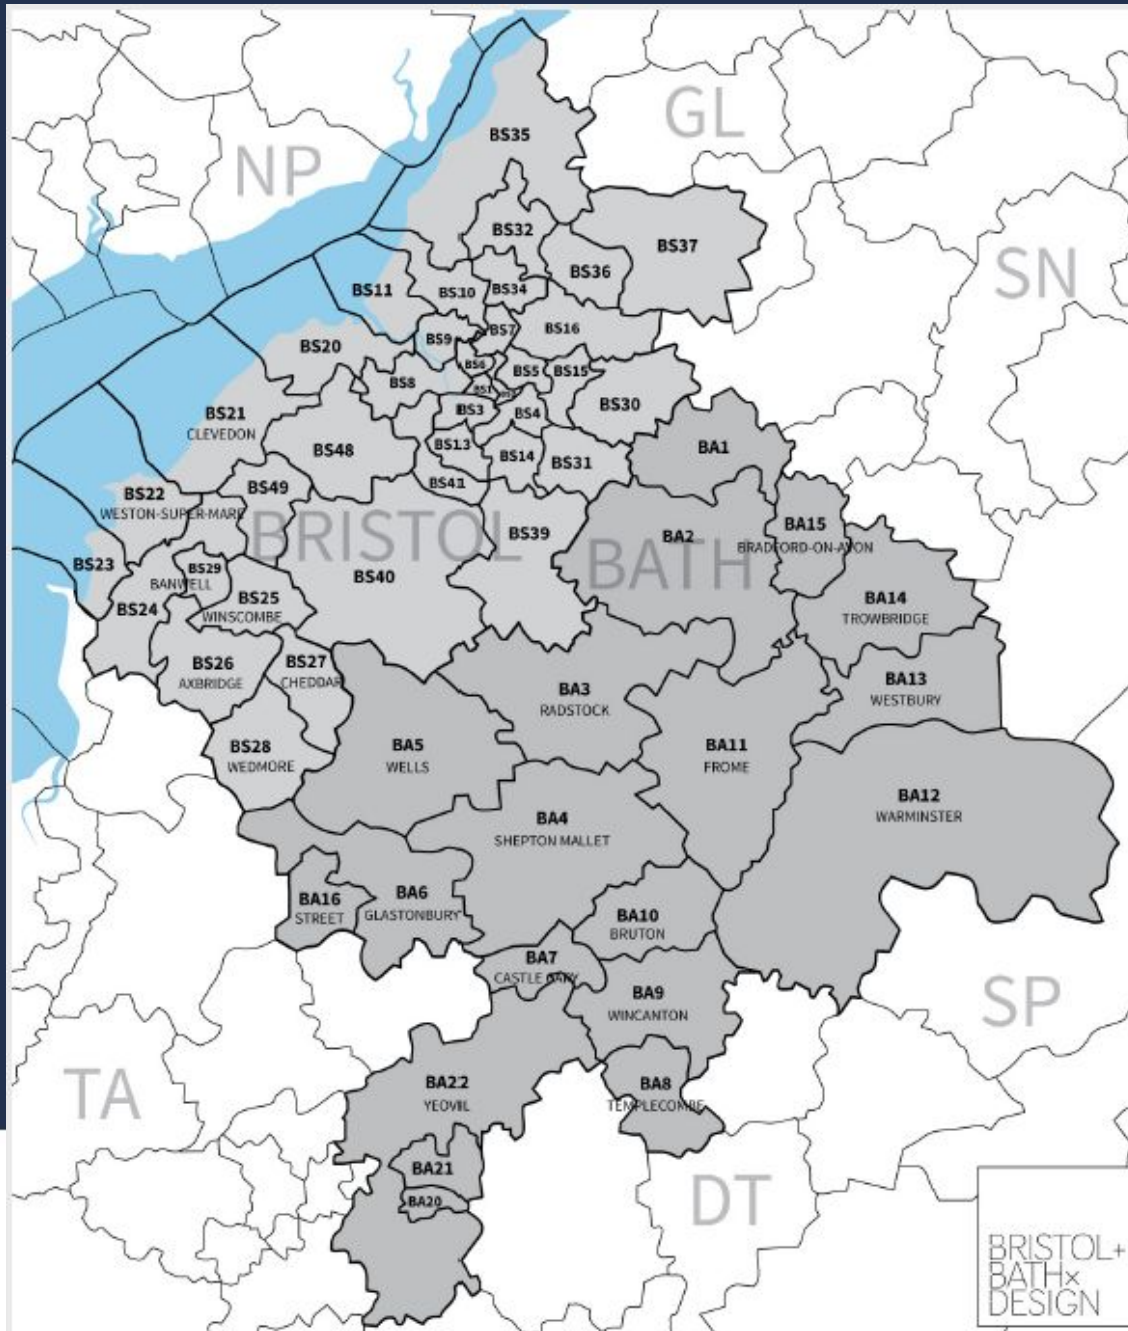 GL
NP
BS35
BS32
BS37
SN
BS36
BS11
BS10
BS34
BS7
BS16
BS9
BS20
BS6
BS5
BS15
BS8
BS1
BS3
BS4
BS30
BS21
CLEVEDON
BS13
BA1
BS48
BS14
BS31
BS41
BS49
BS22
WESTON-SUPER-MARE
BRISTOL
BS39
BATH
BA2
BA15
BRADFORD-ON-AVON
BS23
BS29
BANWELL
BS40
BS24
BS25
WINSCOMBE
BA14
TROWBRIDGE
BS26
AXBRIDGE
BS27
CHEDDAR
BA3
RADSTOCK
BA13
WESTBURY
BS28
WEDMORE
BA5
WELLS
BA11
FROME
BA12
WARMINSTER
BA4
SHEPTON MALLET
BA16
STREET
BA6
GLASTONBURY
BA10
BRUTON
BA7
CASTLE CARY
BA9
WINCANTON
SP
TA
BA22
YEOVIL
BA8
TEMPLECOMBE
BA21
BA20
DT
BRISTOL+
BATH×
DESIGN